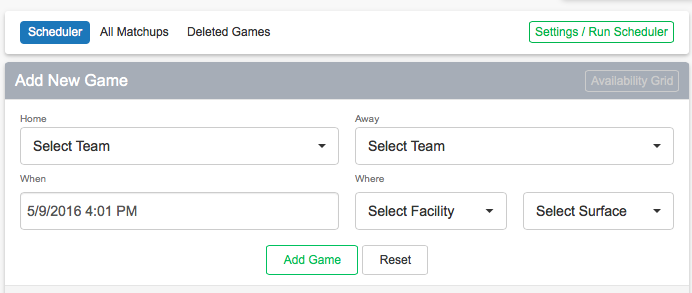 Scheduler All Matchups Deleted Games Settings / Run Scheduler
Add New Game Availability Grid
Home Away
Select Team Select Team
When Where
5/9/2016 4:01 PM Select Facility Select Surface
Add Game Reset